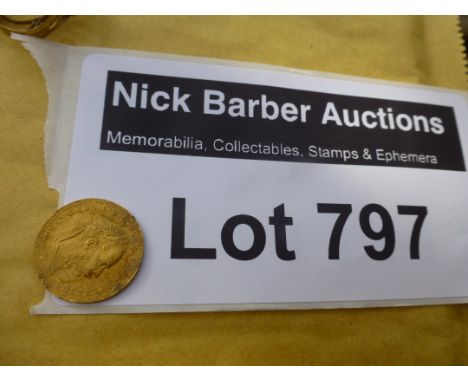 Nick Barber Auctions
Memorabilia, Collectables, Stamps & Ephemera
Lot 797